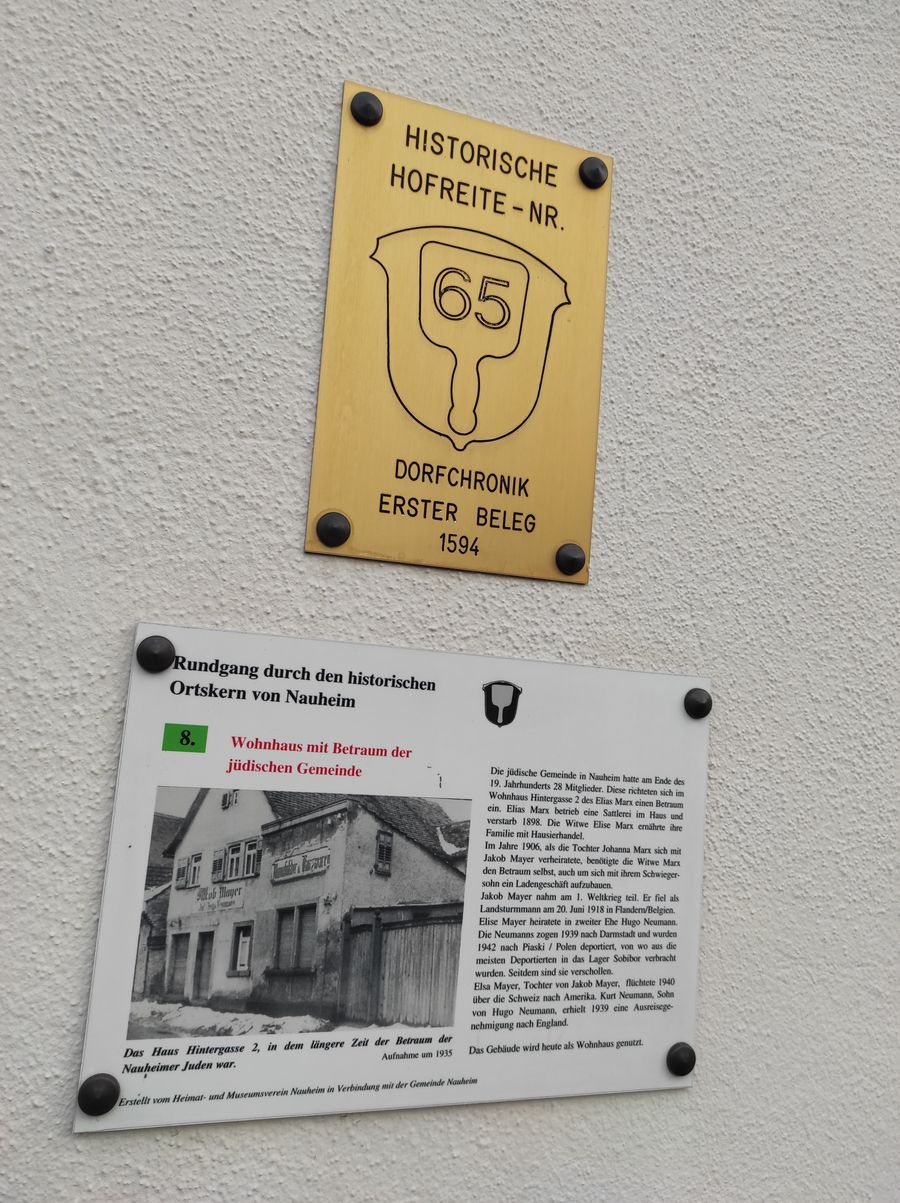 HISTORISCHE
HOFREITE - NR.
65
DORFCHRONIK
ERSTER BELEG
1594
Rundgang durch den historischen
Ortskern von Nauheim
8.
Wohnhaus mit Betraum der
jüdischen Gemeinde
Jakob Mayer
Das Haus Hintergasse 2, in dem längere Zeit der Betraum der
Nauheimer Juden war.
Aufnahme um 1935
Die jüdische Gemeinde in Nauheim hatte am Ende des
19. Jahrhunderts 28 Mitglieder. Diese richteten sich im
Wohnhaus Hintergasse 2 des Elias Marx einen Betraum
ein. Elias Marx betrieb eine Sattlerei im Haus und
verstarb 1898. Die Witwe Elise Marx ernährte ihre
Familie mit Hausierhandel.
Im Jahre 1906, als die Tochter Johanna Marx sich mit
Jakob Mayer verheiratete, benötigte die Witwe Marx
den Betraum selbst, auch um sich mit ihrem Schwieger-
sohn ein Ladengeschäft aufzubauen.
Jakob Mayer nahm am 1. Weltkrieg teil. Er fiel als
Landsturmmann am 20. Juni 1918 in Flandern/Belgien.
Elise Mayer heiratete in zweiter Ehe Hugo Neumann.
Die Neumanns zogen 1939 nach Darmstadt und wurden
1942 nach Piaski / Polen deportiert, von wo aus die
meisten Deportierten in das Lager Sobibor verbracht
wurden. Seitdem sind sie verschollen.
Elsa Mayer, Tochter von Jakob Mayer, flüchtete 1940
über die Schweiz nach Amerika. Kurt Neumann, Sohn
von Hugo Neumann, erhielt 1939 eine Ausreisege-
nehmigung nach England.
Das Gebäude wird heute als Wohnhaus genutzt.
Erstellt vom Heimat- und Museumsverein Nauheim in Verbindung mit der Gemeinde Nauheim